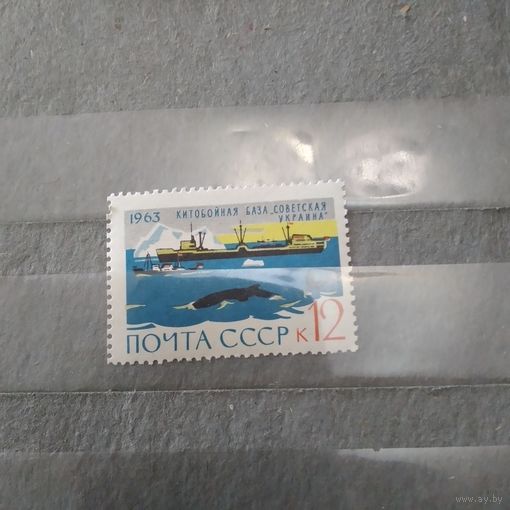 1963 КИТОБОЙНАЯ БАЗА „СОВЕТСКАЯ
УКРАИНА"
ПОЧТА СССР К12
www.ay.by